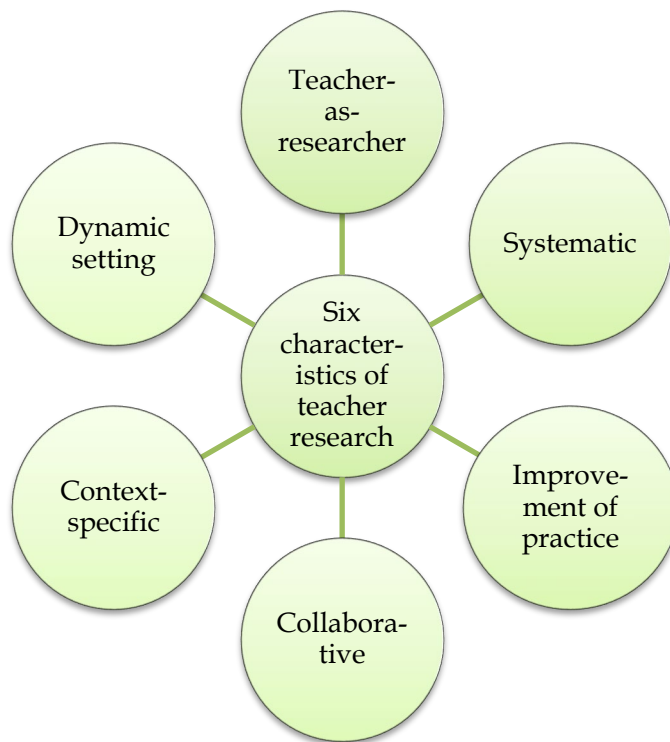 Teacher-
as-
researcher
Dynamic
setting
Systematic
Six
character-
istics of
teacher
research
Context-
specific
Improve-
ment of
practice
Collabora-
tive